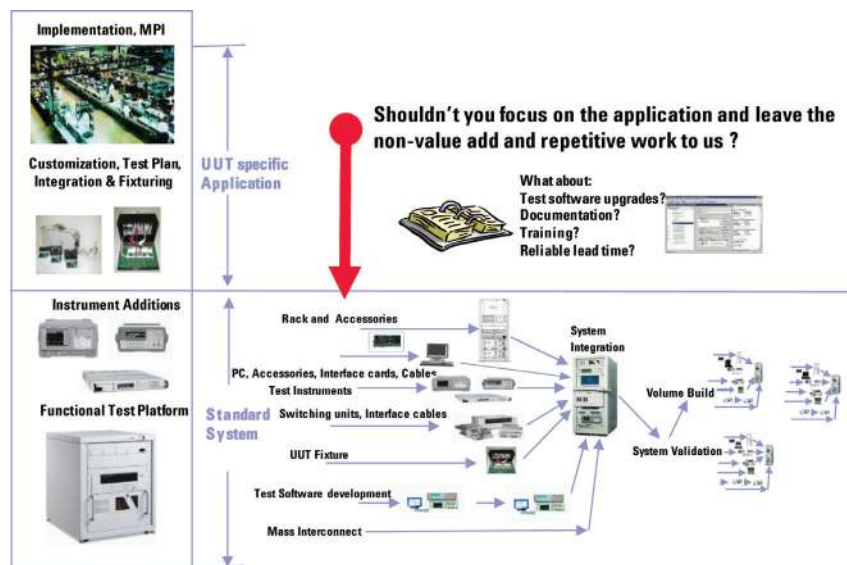 Implementation, MPI
Customization, Test Plan,
Integration & Fixturing
UUT specific
Application
Shouldn't you focus on the application and leave the
non-value add and repetitive work to us ?
What about:
Test software upgrades?
Documentation?
Training?
Reliable lead time?
Instrument Additions
Functional Test Platform
Standard
System
Rack and Accessories
PC, Accessories, Interface cards, Cables
Test Instruments
Switching units, Interface cables
UUT Fixture
Test Software development
Mass Interconnect
System
Integration
Volume Build
System Validation